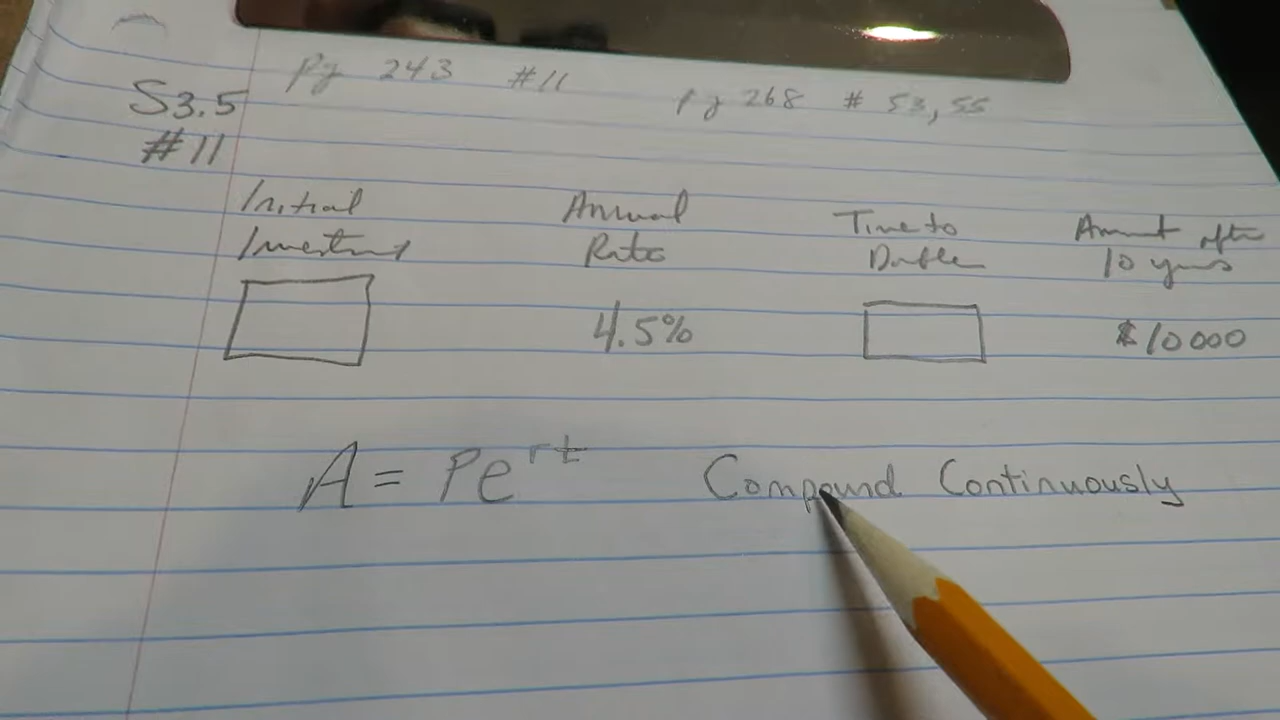 pg 243 #11 pg 268 # 53, 55
S3.5
#11
Initial Annual Time to Amount after
Investment Rate Double 10 years
4.5% $10000
A = Pe^rt Compound Continuously